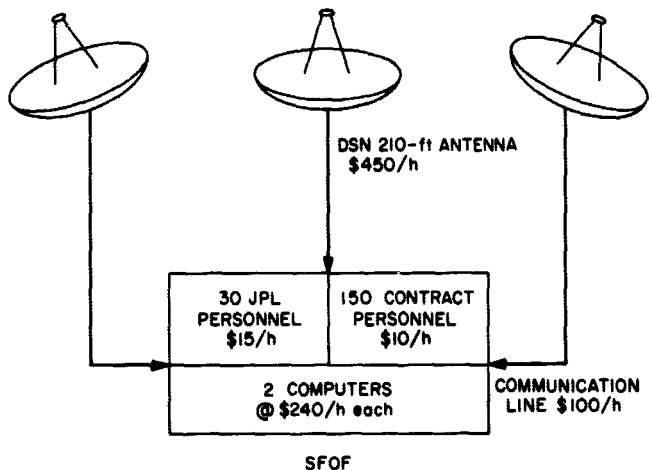 DSN 210-ft ANTENNA
$450/h
30 JPL
PERSONNEL
$15/h
150 CONTRACT
PERSONNEL
$10/h
2 COMPUTERS
@ $240/h each
COMMUNICATION
LINE $100/h
SFOF